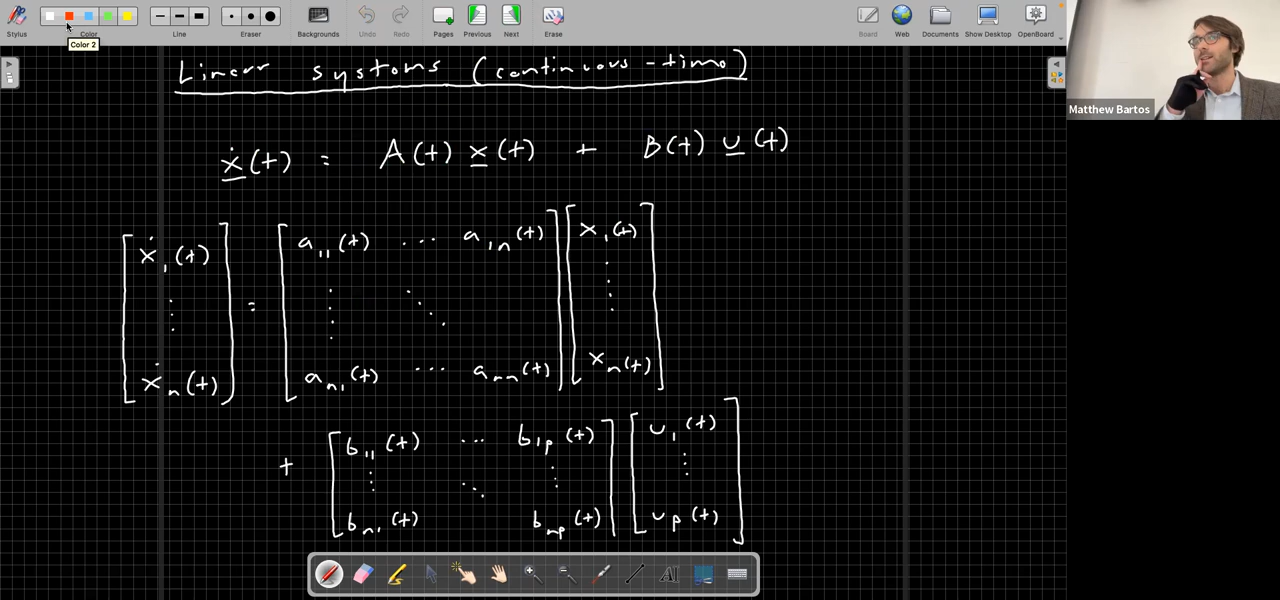 Stylus Color Line Eraser Backgrounds Undo Redo Pages Previous Next Erase Board Web Documents Show Desktop OpenBoard
Color 2
Matthew Bartos
Linear systems (continuous-time)
ẋ(t) = A(t) x(t) + B(t) u(t)
[ẋ₁(t) ⋮ ẋₙ(t)] = [a₁₁(t) ⋯ a₁ₙ(t) ⋮ ⋱ aₙ₁(t) ⋯ aₙₙ(t)] [x₁(t) ⋮ xₙ(t)]
+ [b₁₁(t) ⋯ b₁ₚ(t) ⋮ ⋱ ⋮ bₙ₁(t) bₙₚ(t)] [u₁(t) ⋮ uₚ(t)]
AI